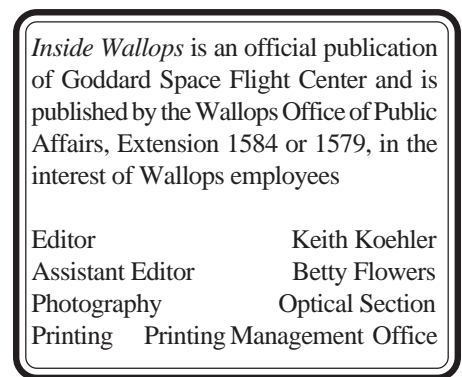 Inside Wallops is an official publication
of Goddard Space Flight Center and is
published by the Wallops Office of Public
Affairs, Extension 1584 or 1579, in the
interest of Wallops employees
Editor Keith Koehler
Assistant Editor Betty Flowers
Photography Optical Section
Printing Printing Management Office